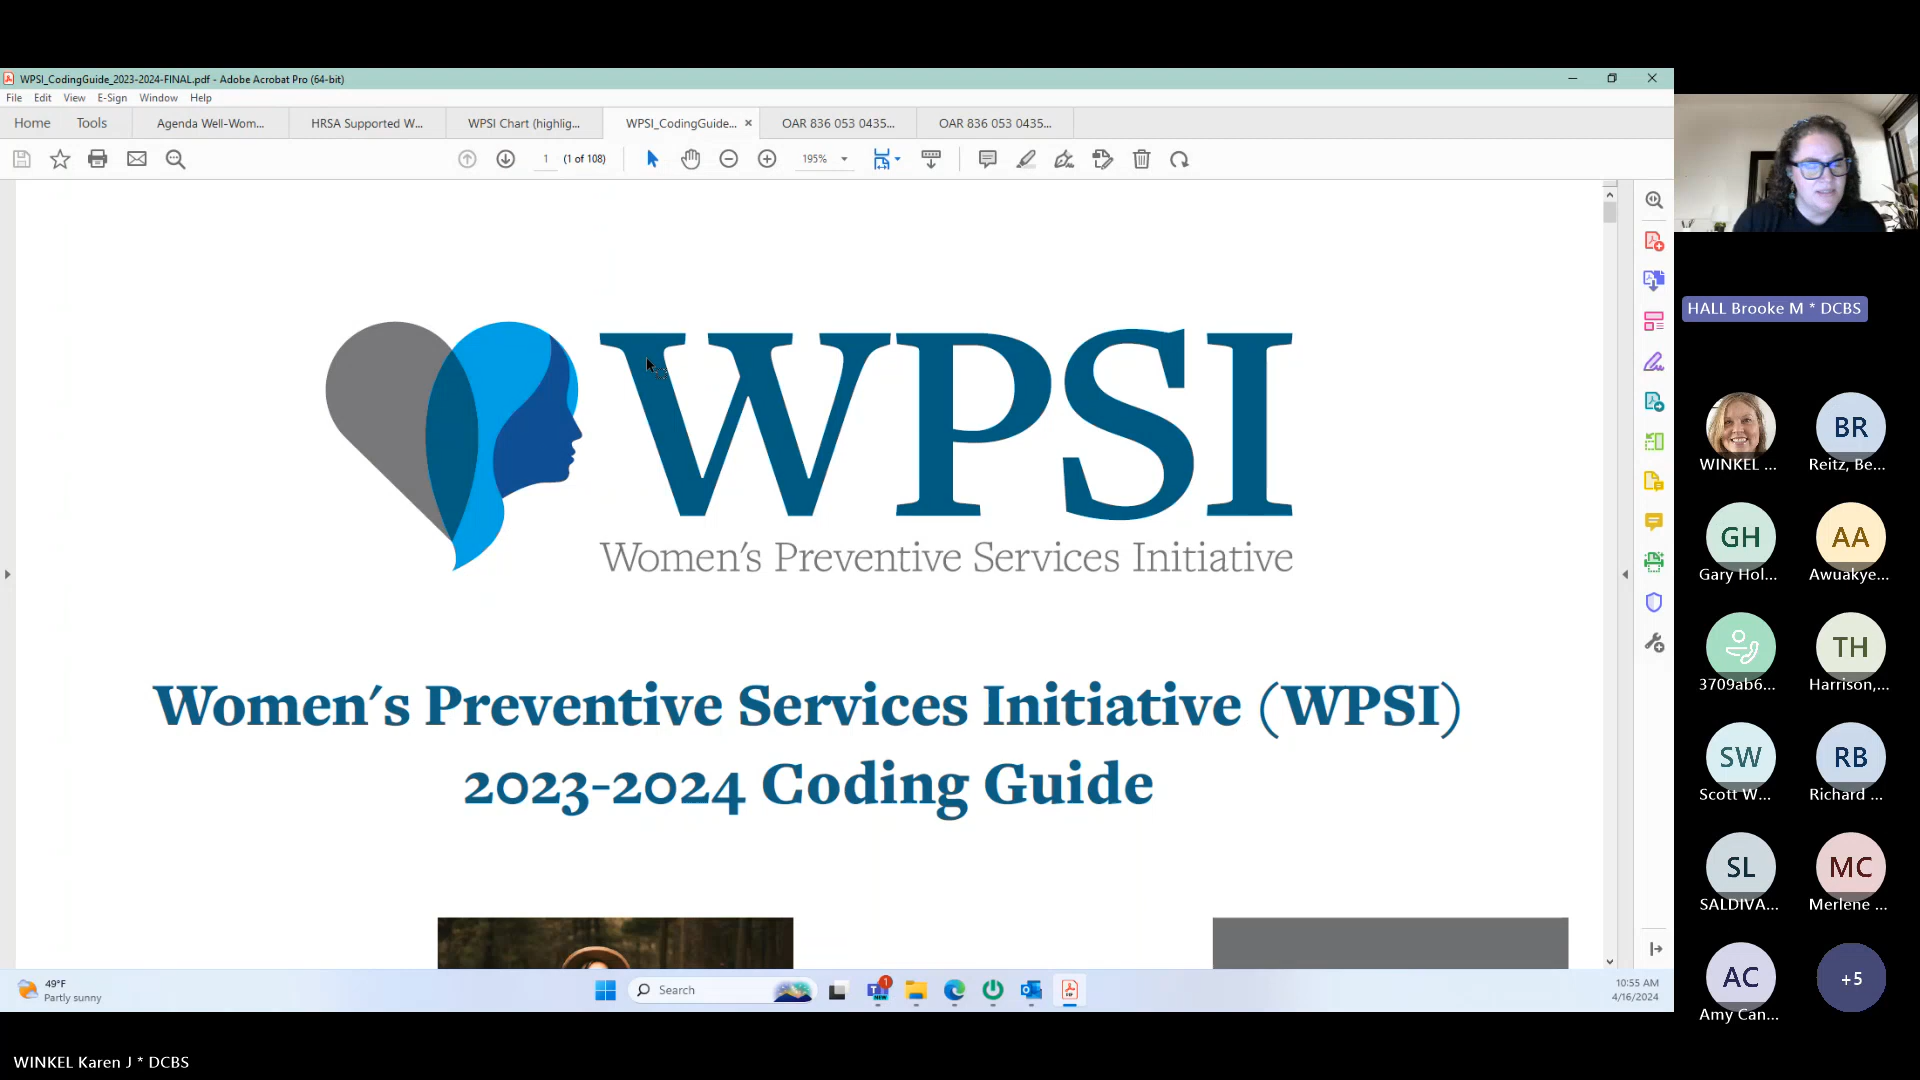 WPSI_CodingGuide_2023-2024-FINAL.pdf - Adobe Acrobat Pro (64-bit)
File Edit View E-Sign Window Help
Home Tools Agenda Well-Wom... HRSA Supported W... WPSI Chart (highlig... WPSI_CodingGuide... OAR 836 053 0435... OAR 836 053 0435...
1 (1 of 108) 195%
WPSI
Women's Preventive Services Initiative
Women's Preventive Services Initiative (WPSI)
2023-2024 Coding Guide
HALL Brooke M * DCBS
WINKEL ...
BR
Reitz, Be...
GH
Gary Hol...
AA
Awuakye...
3709ab6...
TH
Harrison,...
SW
Scott W...
RB
Richard ...
SL
SALDIVA...
MC
Merlene ...
AC
Amy Can...
+5
49°F
Partly sunny
Search
1
NEW
10:55 AM
4/16/2024
WINKEL Karen J * DCBS